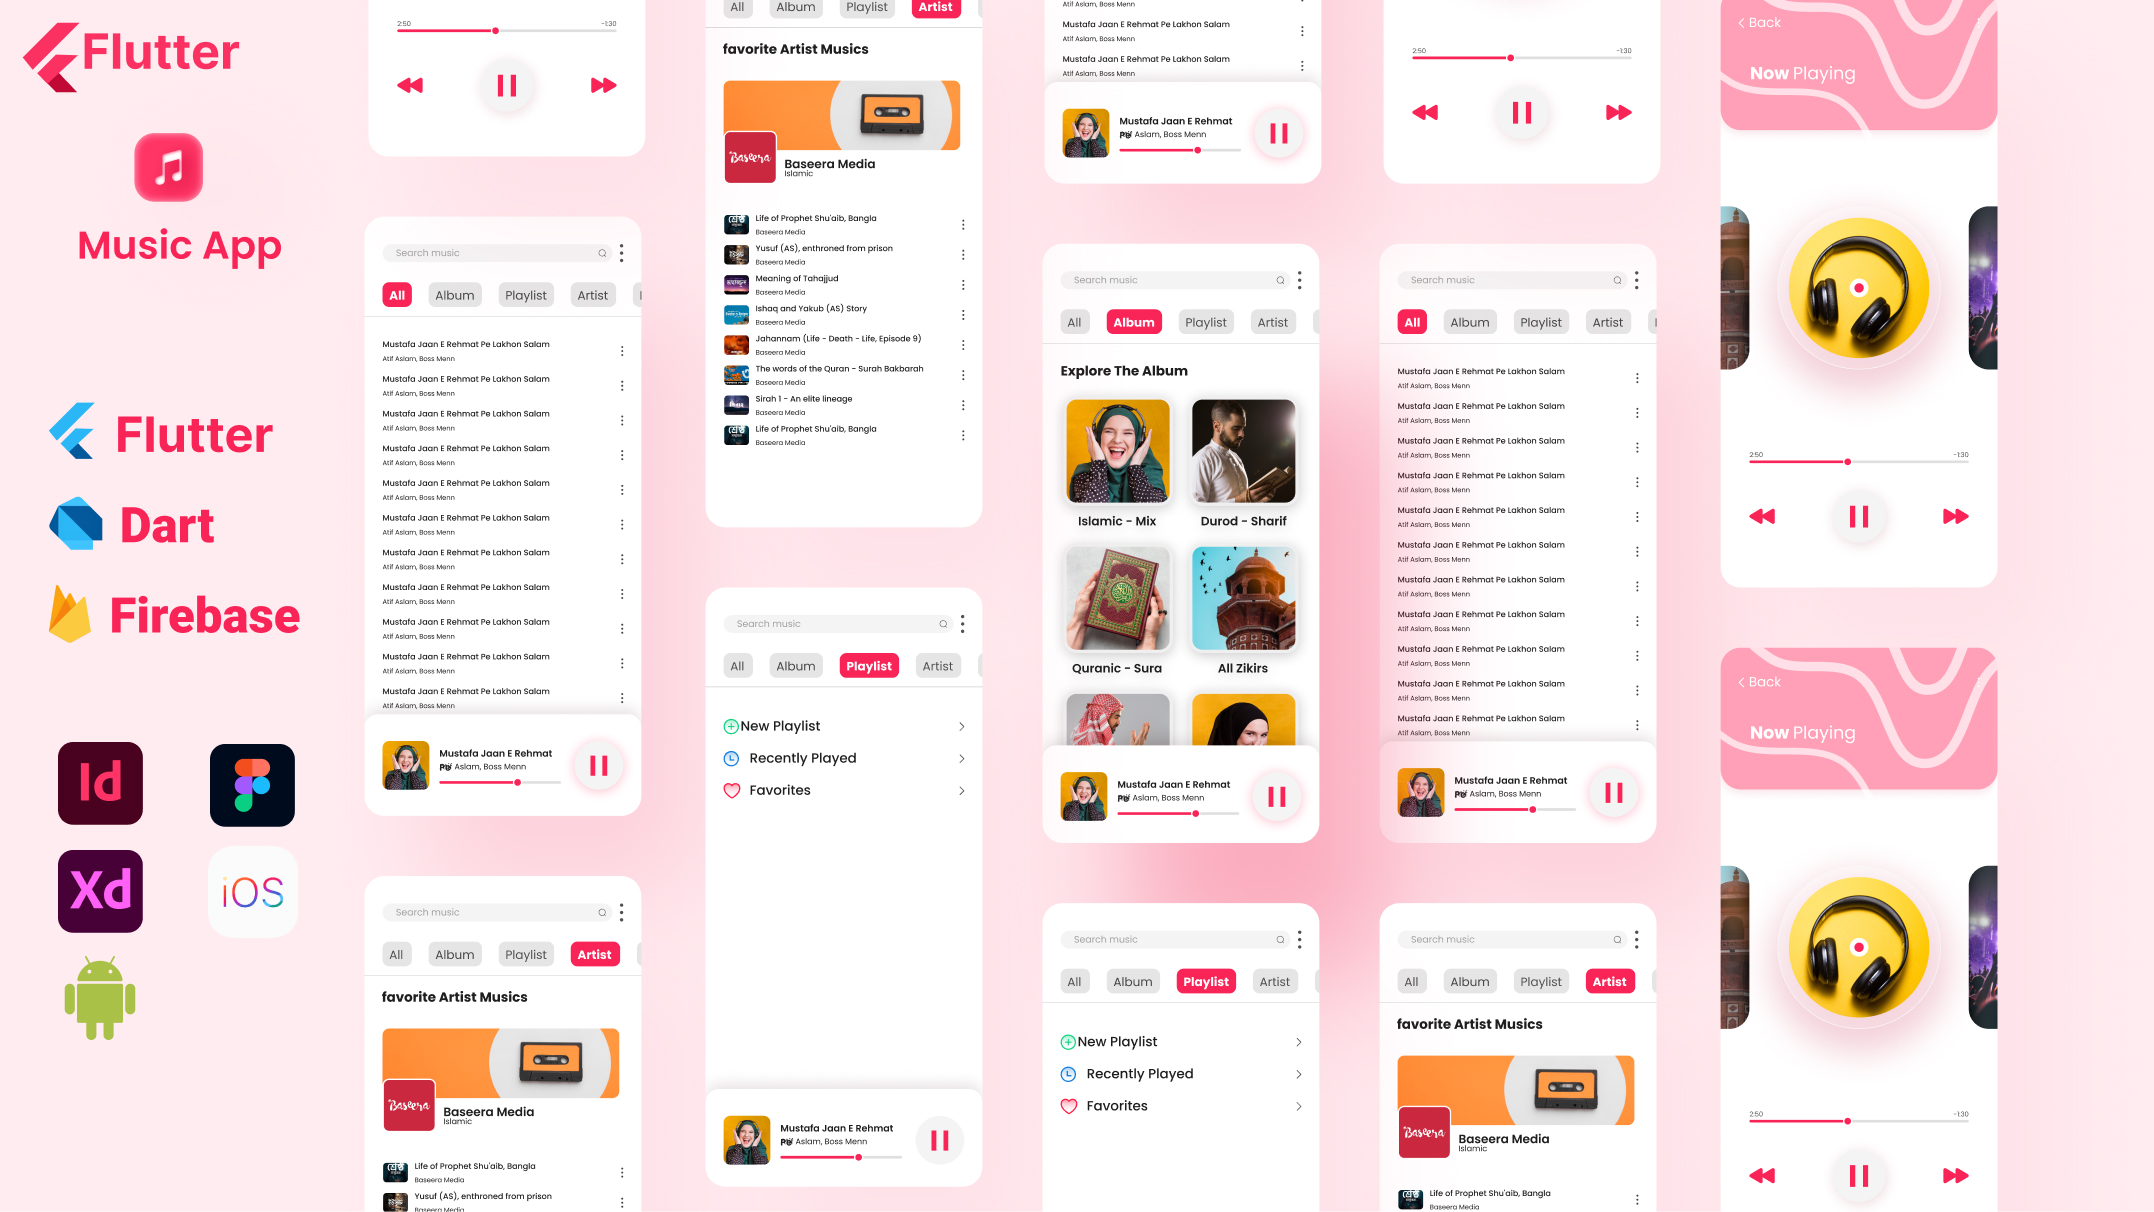 Flutter
Music App
Flutter
Dart
Firebase
Id
Xd
iOS
2:50 -1:30
Search music
All Album Playlist Artist
Mustafa Jaan E Rehmat Pe Lakhon Salam
Atif Aslam, Boss Menn
Mustafa Jaan E Rehmat Pe Lakhon Salam
Atif Aslam, Boss Menn
Mustafa Jaan E Rehmat Pe Lakhon Salam
Atif Aslam, Boss Menn
Mustafa Jaan E Rehmat Pe Lakhon Salam
Atif Aslam, Boss Menn
Mustafa Jaan E Rehmat Pe Lakhon Salam
Atif Aslam, Boss Menn
Mustafa Jaan E Rehmat Pe Lakhon Salam
Atif Aslam, Boss Menn
Mustafa Jaan E Rehmat Pe Lakhon Salam
Atif Aslam, Boss Menn
Mustafa Jaan E Rehmat Pe Lakhon Salam
Atif Aslam, Boss Menn
Mustafa Jaan E Rehmat Pe Lakhon Salam
Atif Aslam, Boss Menn
Mustafa Jaan E Rehmat Pe Lakhon Salam
Atif Aslam, Boss Menn
Mustafa Jaan E Rehmat Pe Lakhon Salam
Atif Aslam, Boss Menn
Mustafa Jaan E Rehmat
Pe
Aslam, Boss Menn
Search music
All Album Playlist Artist
favorite Artist Musics
Baseera
Baseera Media
Islamic
Life of Prophet Shu'aib, Bangla
Baseera Media
Yusuf (AS), enthroned from prison
Baseera Media
All Album Playlist Artist
favorite Artist Musics
Baseera
Baseera Media
Islamic
Life of Prophet Shu'aib, Bangla
Baseera Media
Yusuf (AS), enthroned from prison
Baseera Media
Meaning of Tahajjud
Baseera Media
Ishaq and Yakub (AS) Story
Baseera Media
Jahannam (Life - Death - Life, Episode 9)
Baseera Media
The words of the Quran - Surah Bakbarah
Baseera Media
Sirah 1 - An elite lineage
Baseera Media
Life of Prophet Shu'aib, Bangla
Baseera Media
Search music
All Album Playlist Artist
New Playlist
Recently Played
Favorites
Mustafa Jaan E Rehmat
Pe
Aslam, Boss Menn
Atif Aslam, Boss Menn
Mustafa Jaan E Rehmat Pe Lakhon Salam
Atif Aslam, Boss Menn
Mustafa Jaan E Rehmat Pe Lakhon Salam
Atif Aslam, Boss Menn
Mustafa Jaan E Rehmat
Pe
Aslam, Boss Menn
Search music
All Album Playlist Artist
Explore The Album
Islamic - Mix Durod - Sharif
Quranic - Sura All Zikirs
Mustafa Jaan E Rehmat
Pe
Aslam, Boss Menn
Search music
All Album Playlist Artist
New Playlist
Recently Played
Favorites
2:50 -1:30
Search music
All Album Playlist Artist
Mustafa Jaan E Rehmat Pe Lakhon Salam
Atif Aslam, Boss Menn
Mustafa Jaan E Rehmat Pe Lakhon Salam
Atif Aslam, Boss Menn
Mustafa Jaan E Rehmat Pe Lakhon Salam
Atif Aslam, Boss Menn
Mustafa Jaan E Rehmat Pe Lakhon Salam
Atif Aslam, Boss Menn
Mustafa Jaan E Rehmat Pe Lakhon Salam
Atif Aslam, Boss Menn
Mustafa Jaan E Rehmat Pe Lakhon Salam
Atif Aslam, Boss Menn
Mustafa Jaan E Rehmat Pe Lakhon Salam
Atif Aslam, Boss Menn
Mustafa Jaan E Rehmat Pe Lakhon Salam
Atif Aslam, Boss Menn
Mustafa Jaan E Rehmat Pe Lakhon Salam
Atif Aslam, Boss Menn
Mustafa Jaan E Rehmat Pe Lakhon Salam
Atif Aslam, Boss Menn
Mustafa Jaan E Rehmat Pe Lakhon Salam
Atif Aslam, Boss Menn
Mustafa Jaan E Rehmat
Pe
Aslam, Boss Menn
Search music
All Album Playlist Artist
favorite Artist Musics
Baseera
Baseera Media
Islamic
Life of Prophet Shu'aib, Bangla
Baseera Media
Back
Now Playing
2:50 -1:30
Back
Now Playing
2:50 -1:30